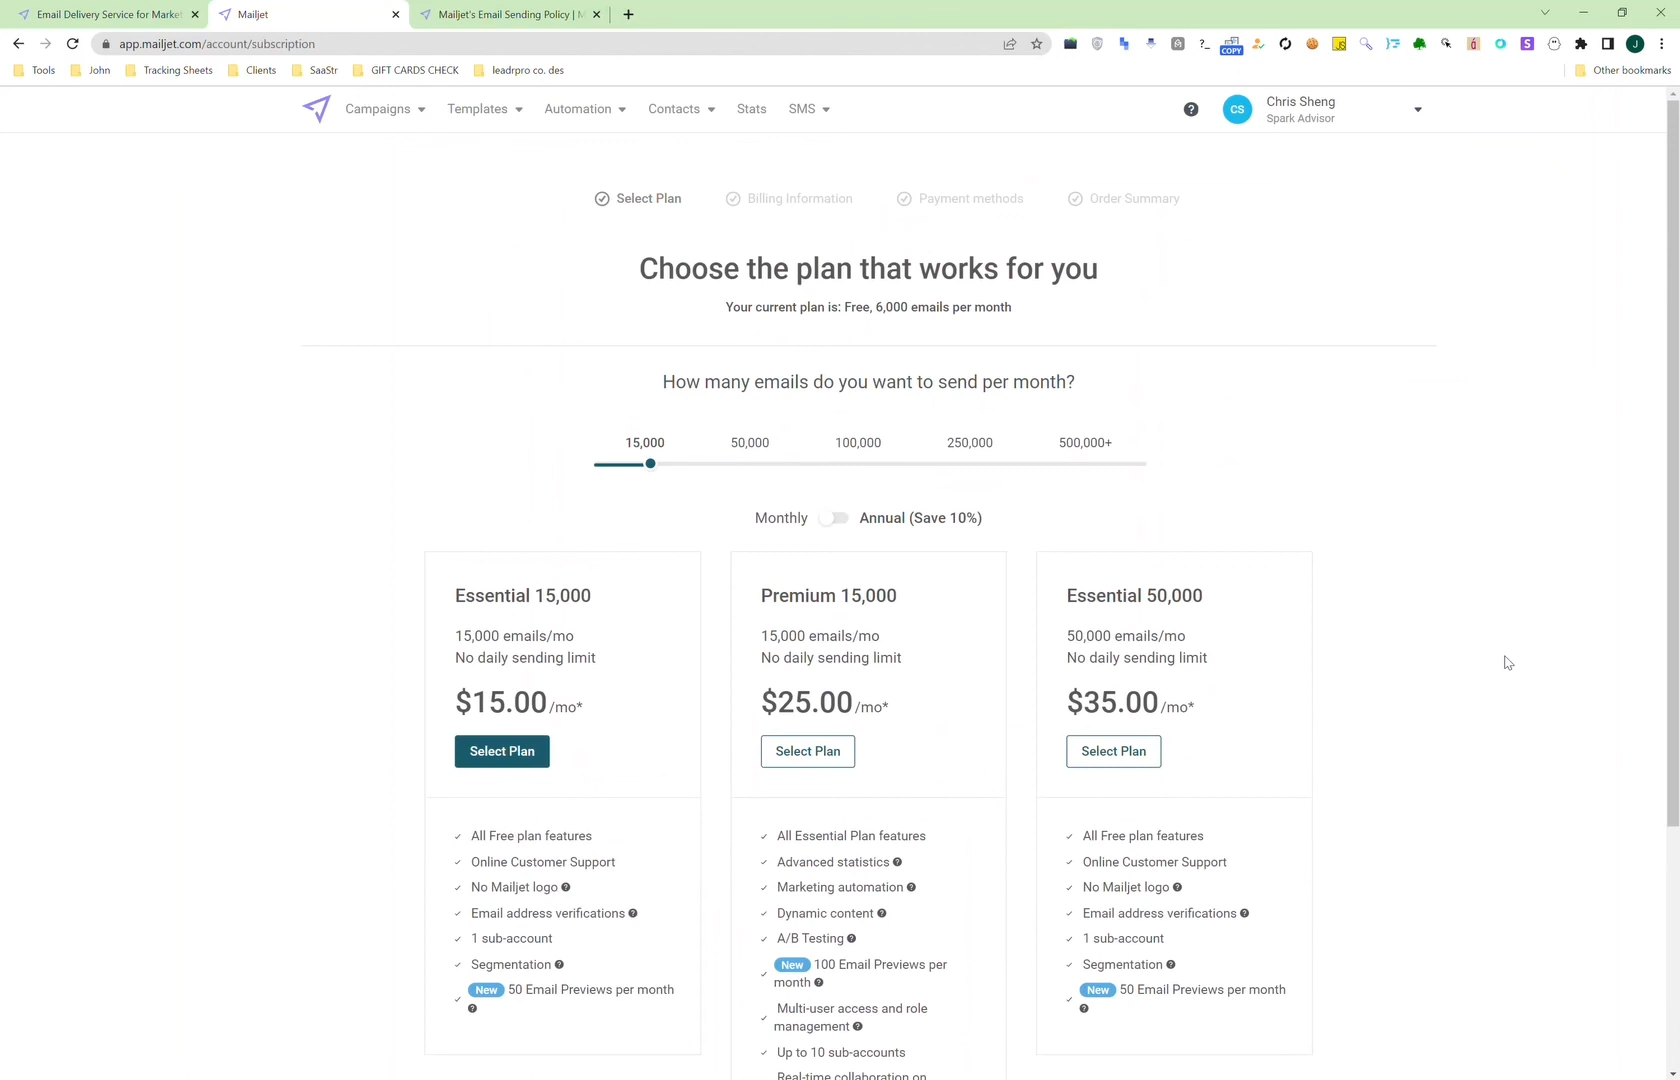 Email Delivery Service for Market
Mailjet
Mailjet's Email Sending Policy | M
app.mailjet.com/account/subscription
COPY
JS
S
J
Tools
John
Tracking Sheets
Clients
SaaStr
GIFT CARDS CHECK
leadrpro co. des
Other bookmarks
Campaigns
Templates
Automation
Contacts
Stats
SMS
?
CS
Chris Sheng
Spark Advisor
Select Plan
Billing Information
Payment methods
Order Summary
Choose the plan that works for you
Your current plan is: Free, 6,000 emails per month
How many emails do you want to send per month?
15,000
50,000
100,000
250,000
500,000+
Monthly
Annual (Save 10%)
Essential 15,000
15,000 emails/mo
No daily sending limit
$15.00/mo*
Select Plan
All Free plan features
Online Customer Support
No Mailjet logo ?
Email address verifications ?
1 sub-account
Segmentation ?
New 50 Email Previews per month
?
Premium 15,000
15,000 emails/mo
No daily sending limit
$25.00/mo*
Select Plan
All Essential Plan features
Advanced statistics ?
Marketing automation ?
Dynamic content ?
A/B Testing ?
New 100 Email Previews per
month ?
Multi-user access and role
management ?
Up to 10 sub-accounts
Real-time collaboration on
Essential 50,000
50,000 emails/mo
No daily sending limit
$35.00/mo*
Select Plan
All Free plan features
Online Customer Support
No Mailjet logo ?
Email address verifications ?
1 sub-account
Segmentation ?
New 50 Email Previews per month
?